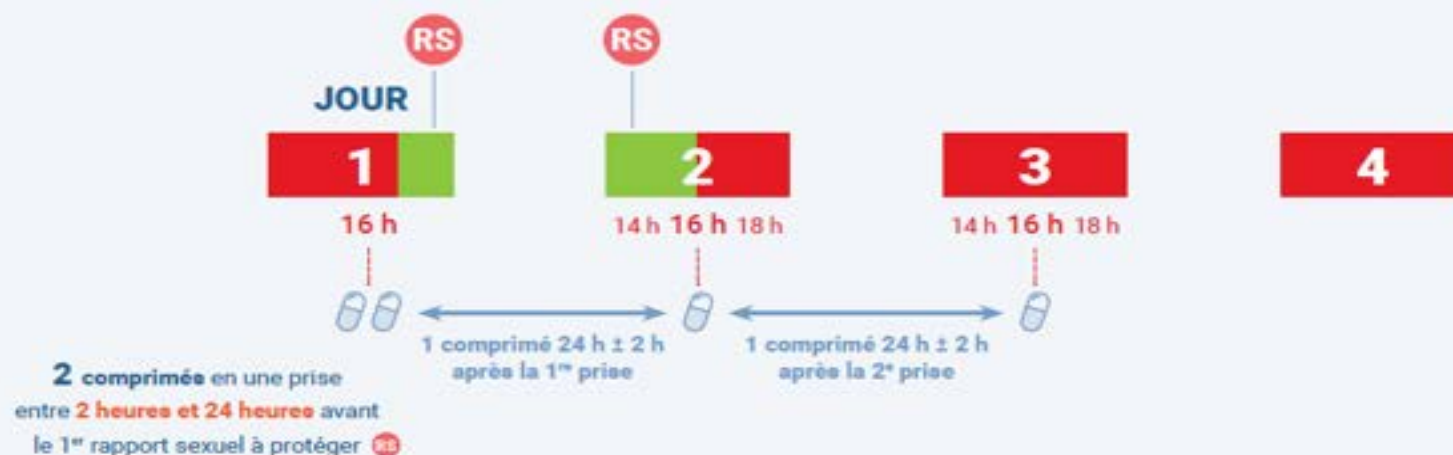 RS RS
JOUR
1 2 3 4
16 h 14 h 16 h 18 h 14 h 16 h 18 h
1 comprimé 24 h ± 2 h 1 comprimé 24 h ± 2 h
après la 1re prise après la 2e prise
2 comprimés en une prise
entre 2 heures et 24 heures avant
le 1er rapport sexuel à protéger RS